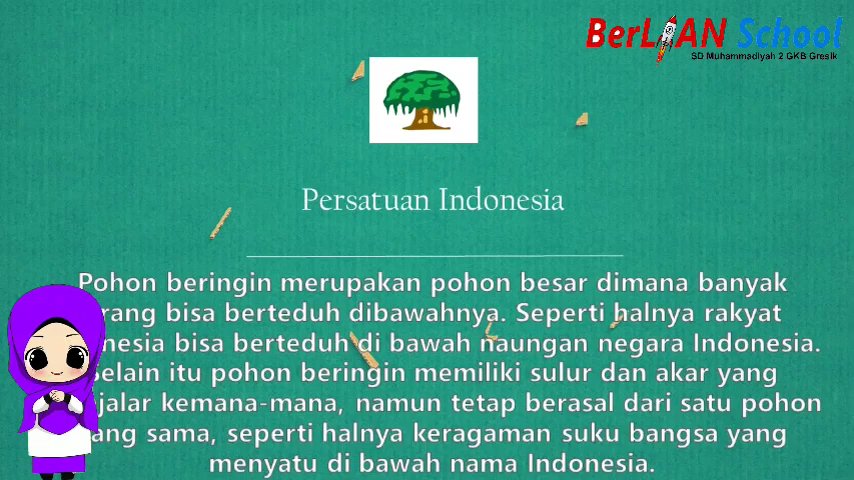 BerLIAN School
SD Muhammadiyah 2 GKB Gresik
Persatuan Indonesia
Pohon beringin merupakan pohon besar dimana banyak
bisa berteduh dibawahnya. Seperti halnya rakyat
bisa berteduh di bawah naungan negara Indonesia.
Selain itu pohon beringin memiliki sulur dan akar yang
kemana-mana, namun tetap berasal dari satu pohon
sama, seperti halnya keragaman suku bangsa yang
menyatu di bawah nama Indonesia.